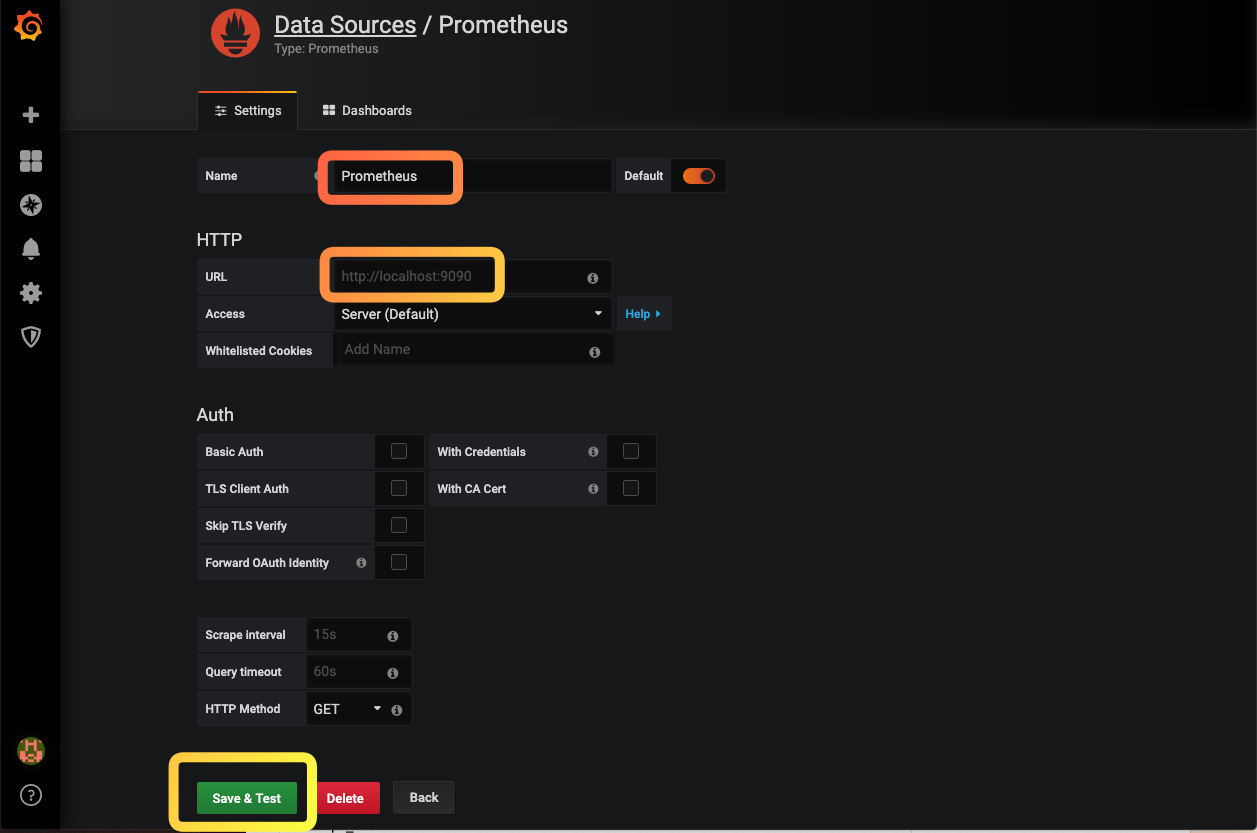 Data Sources / Prometheus
Type: Prometheus
Settings
Dashboards
Name
Prometheus
Default
HTTP
URL
http://localhost:9090
Access
Server (Default)
Help
Whitelisted Cookies
Add Name
Auth
Basic Auth
With Credentials
TLS Client Auth
With CA Cert
Skip TLS Verify
Forward OAuth Identity
Scrape interval
15s
Query timeout
60s
HTTP Method
GET
Save & Test
Delete
Back